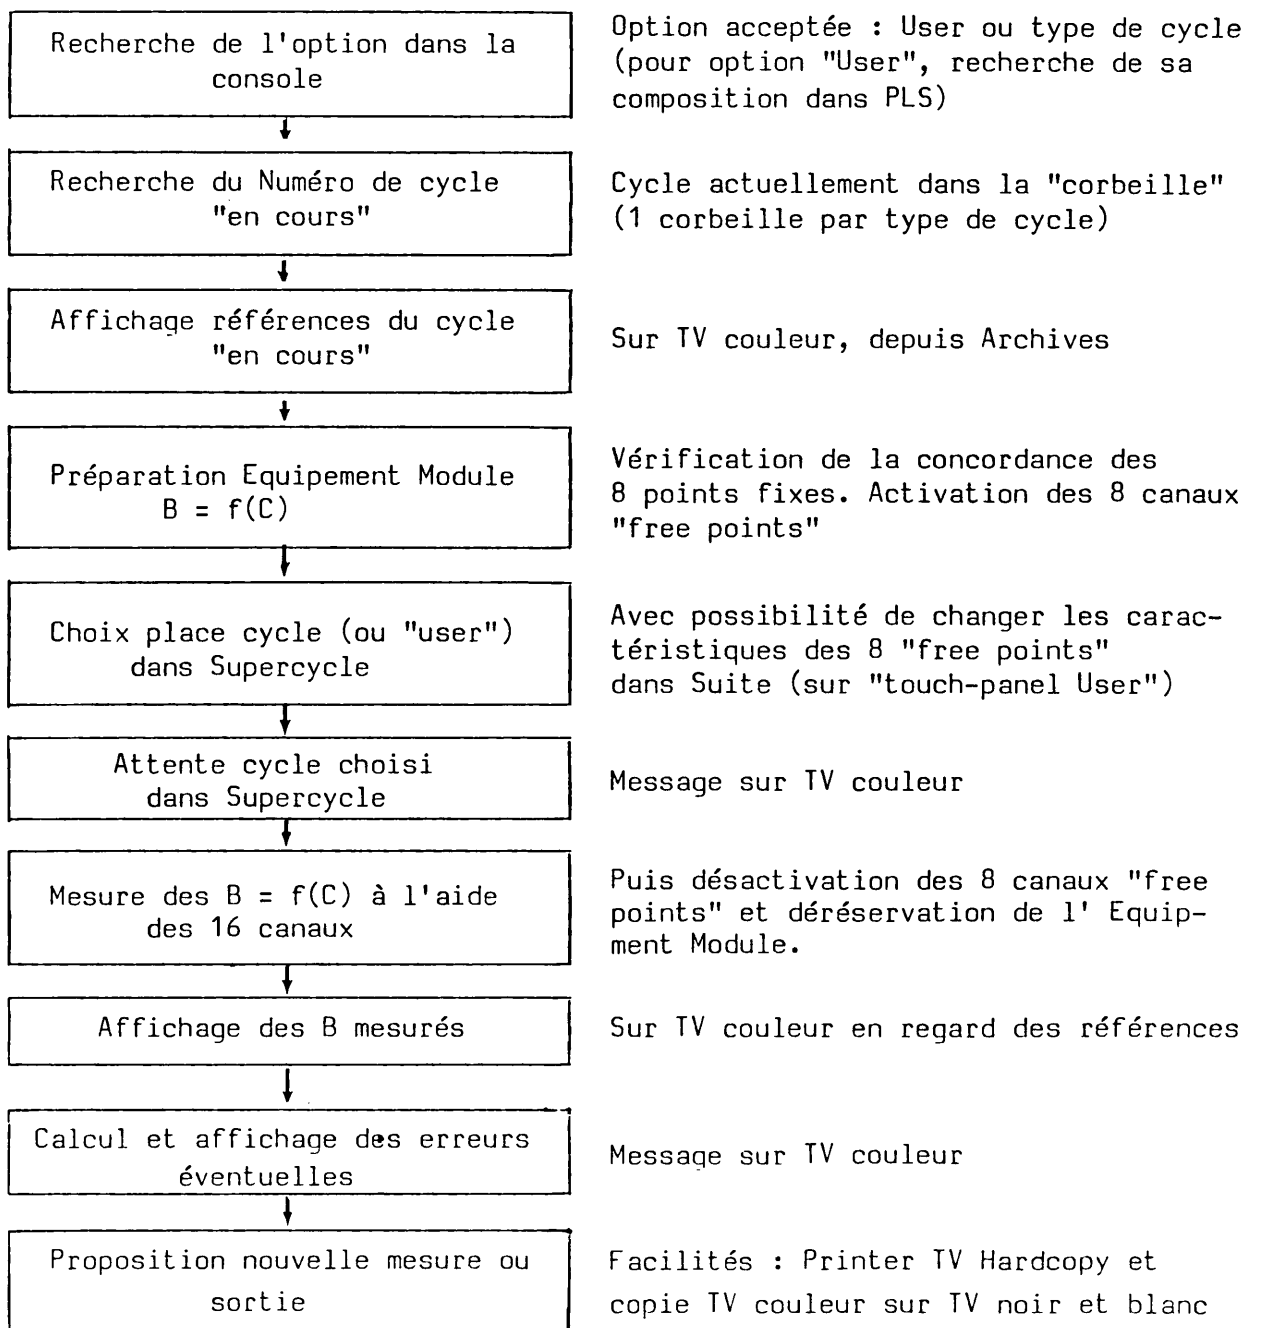 Recherche de l'option dans la
console
Option acceptée : User ou type de cycle
(pour option "User", recherche de sa
composition dans PLS)
Recherche du Numéro de cycle
"en cours"
Cycle actuellement dans la "corbeille"
(1 corbeille par type de cycle)
Affichage références du cycle
"en cours"
Sur TV couleur, depuis Archives
Préparation Equipement Module
B = f(C)
Vérification de la concordance des
8 points fixes. Activation des 8 canaux
"free points"
Choix place cycle (ou "user")
dans Supercycle
Avec possibilité de changer les carac-
téristiques des 8 "free points"
dans Suite (sur "touch-panel User")
Attente cycle choisi
dans Supercycle
Message sur TV couleur
Mesure des B = f(C) à l'aide
des 16 canaux
Puis désactivation des 8 canaux "free
points" et déréservation de l' Equip-
ment Module.
Affichage des B mesurés
Sur TV couleur en regard des références
Calcul et affichage des erreurs
éventuelles
Message sur TV couleur
Proposition nouvelle mesure ou
sortie
Facilités : Printer TV Hardcopy et
copie TV couleur sur TV noir et blanc